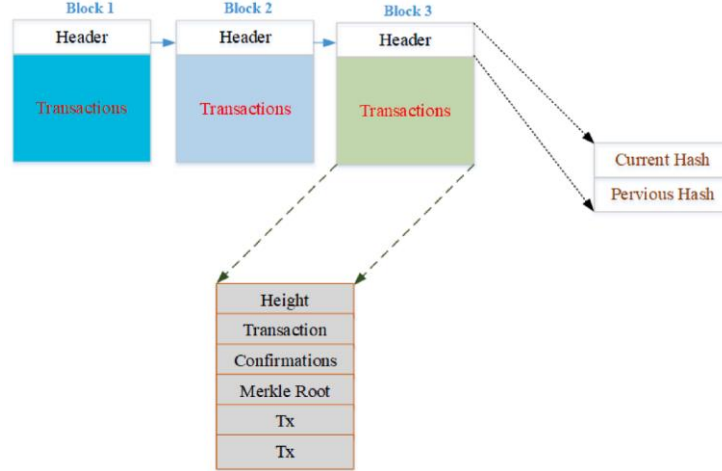 Block 1
Block 2
Block 3
Header
Header
Header
Transactions
Transactions
Transactions
Current Hash
Pervious Hash
Height
Transaction
Confirmations
Merkle Root
Tx
Tx